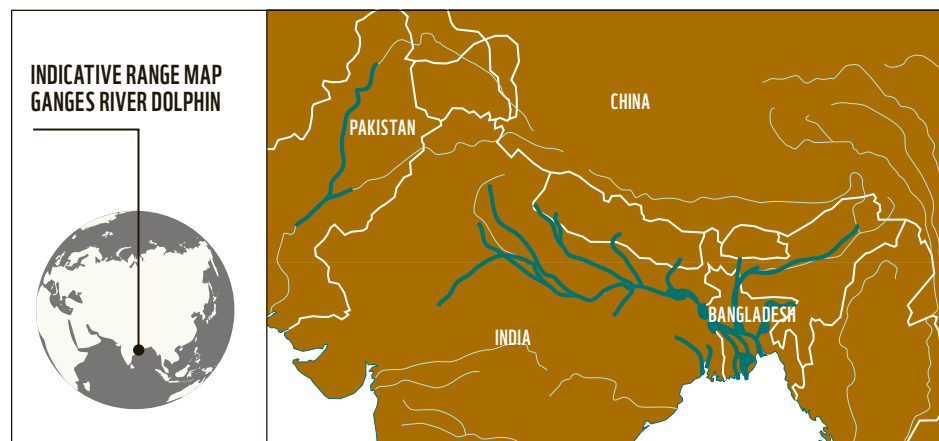 INDICATIVE RANGE MAP
GANGES RIVER DOLPHIN
CHINA
PAKISTAN
BANGLADESH
INDIA